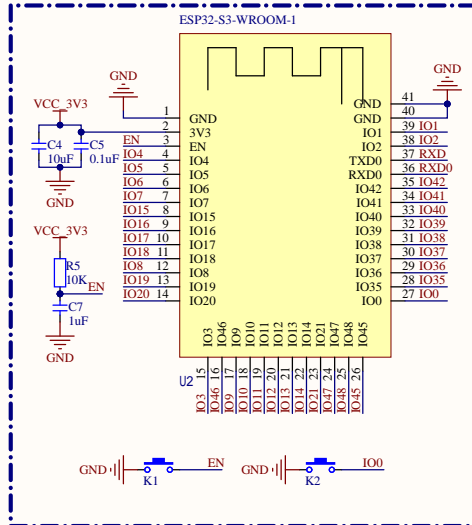 ESP32-S3-WROOM-1
GND
GND
VCC_3V3
C4
10uF
C5
0.1uF
GND
1 GND
2 3V3
EN 3 EN
IO4 4 IO4
IO5 5 IO5
IO6 6 IO6
IO7 7 IO7
IO15 8 IO15
IO16 9 IO16
IO17 10 IO17
IO18 11 IO18
IO8 12 IO8
IO19 13 IO19
IO20 14 IO20
GND 41
GND 40
IO1 39 IO1
IO2 38 IO2
TXD0 37 RXD
RXD0 36 RXD0
IO42 35 IO42
IO41 34 IO41
IO40 33 IO40
IO39 32 IO39
IO38 31 IO38
IO37 30 IO37
IO36 29 IO36
IO35 28 IO35
IO0 27 IO0
VCC_3V3
R5
10K
EN
C7
1uF
GND
IO3 15 IO3
IO46 16 IO46
IO9 17 IO9
IO10 18 IO10
IO11 19 IO11
IO12 20 IO12
IO13 21 IO13
IO14 22 IO14
IO21 23 IO21
IO47 24 IO47
IO48 25 IO48
IO45 26 IO45
U2
GND K1 EN
GND K2 IO0